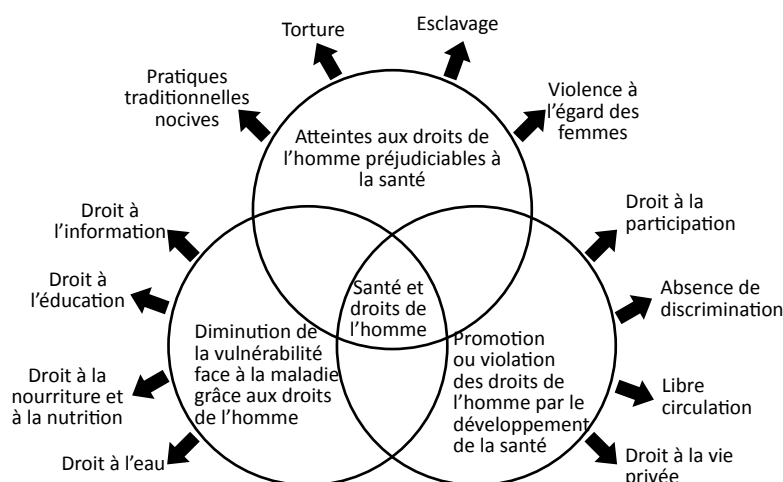 Torture
Esclavage
Pratiques
traditionnelles
nocives
Violence à
l’égard des
femmes
Atteintes aux droits de
l’homme préjudiciables à
la santé
Droit à
l’information
Droit à la
participation
Droit à
l’éducation
Absence de
discrimination
Santé et
droits de
l’homme
Diminution de
la vulnérabilité
face à la maladie
grâce aux droits
de l’homme
Promotion
ou violation
des droits de
l’homme par le
développement
de la santé
Droit à la
nourriture et
à la nutrition
Libre
circulation
Droit à l’eau
Droit à la vie
privée